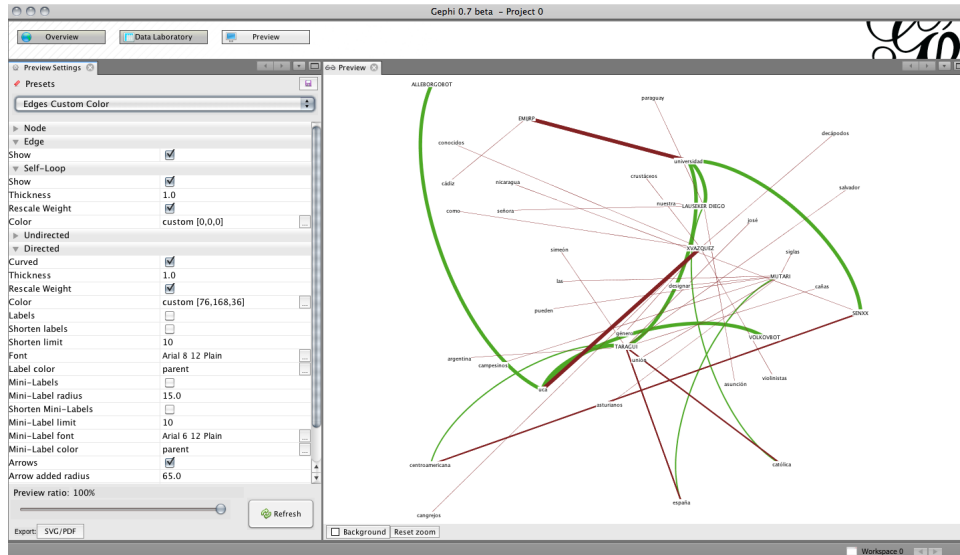 Gephi 0.7 beta - Project 0
Overview
Data Laboratory
Preview
Preview Settings
Presets
Edges Custom Color
Node
Edge
Show
Self-Loop
Show
Thickness 1.0
Rescale Weight
Color custom [0,0,0] ...
Undirected
Directed
Curved
Thickness 1.0
Rescale Weight
Color custom [76,168,36] ...
Labels
Shorten labels
Shorten limit 10
Font Arial 8 12 Plain ...
Label color parent ...
Mini-Labels
Mini-Label radius 15.0
Shorten Mini-Labels
Mini-Label limit 10
Mini-Label font Arial 6 12 Plain ...
Mini-Label color parent ...
Arrows
Arrow added radius 65.0
Preview ratio: 100%
Refresh
Export: SVG/PDF
Preview
ALLEBORGOBOT
paraguay
EMIJRP
decápodos
conocidos
universidad
crustáceos
cádiz
nicaragua
salvador
nuestra
LAUSEKER DIEGO
como
señora
josé
simeón
XVAZQUEZ
siglas
MUTARI
las
designar
cañas
pueden
SENXX
género
VOLKOVBOT
TARAGUI
argentina
campesinos
unión
violinistas
asunción
uca
asturianos
centroamericana
católica
españa
cangrejos
Background
Reset zoom
Workspace 0